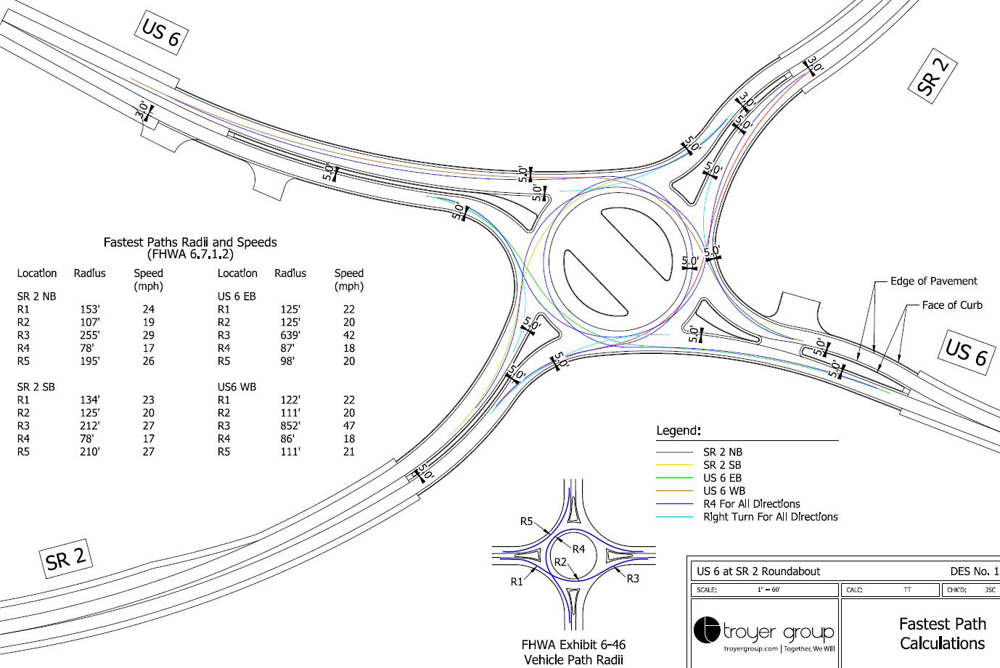 US 6
SR 2
3.0'
3.0'
3.0'
5.0'
5.0'
5.0'
5.0'
5.0'
5.0'
5.0'
5.0'
5.0'
5.0'
Fastest Paths Radii and Speeds
(FHWA 6.7.1.2)
Location Radius Speed (mph) Location Radius Speed (mph)
SR 2 NB US 6 EB
R1 153' 24 R1 125' 22
R2 107' 19 R2 125' 20
R3 255' 29 R3 639' 42
R4 78' 17 R4 87' 18
R5 195' 26 R5 98' 20
SR 2 SB US6 WB
R1 134' 23 R1 122' 22
R2 125' 20 R2 111' 20
R3 212' 27 R3 852' 47
R4 78' 17 R4 86' 18
R5 210' 27 R5 111' 21
Edge of Pavement
Face of Curb
5.0'
5.0'
5.0'
5.0'
5.0'
5.0'
US 6
SR 2
Legend:
SR 2 NB
SR 2 SB
US 6 EB
US 6 WB
R4 For All Directions
Right Turn For All Directions
R5
R4
R2
R1
R3
FHWA Exhibit 6-46
Vehicle Path Radii
US 6 at SR 2 Roundabout DES No. 1
SCALE: 1" = 60' CALC: TT CHK'D: JSC
troyer group
troyergroup.com | Together, We Will
Fastest Path
Calculations